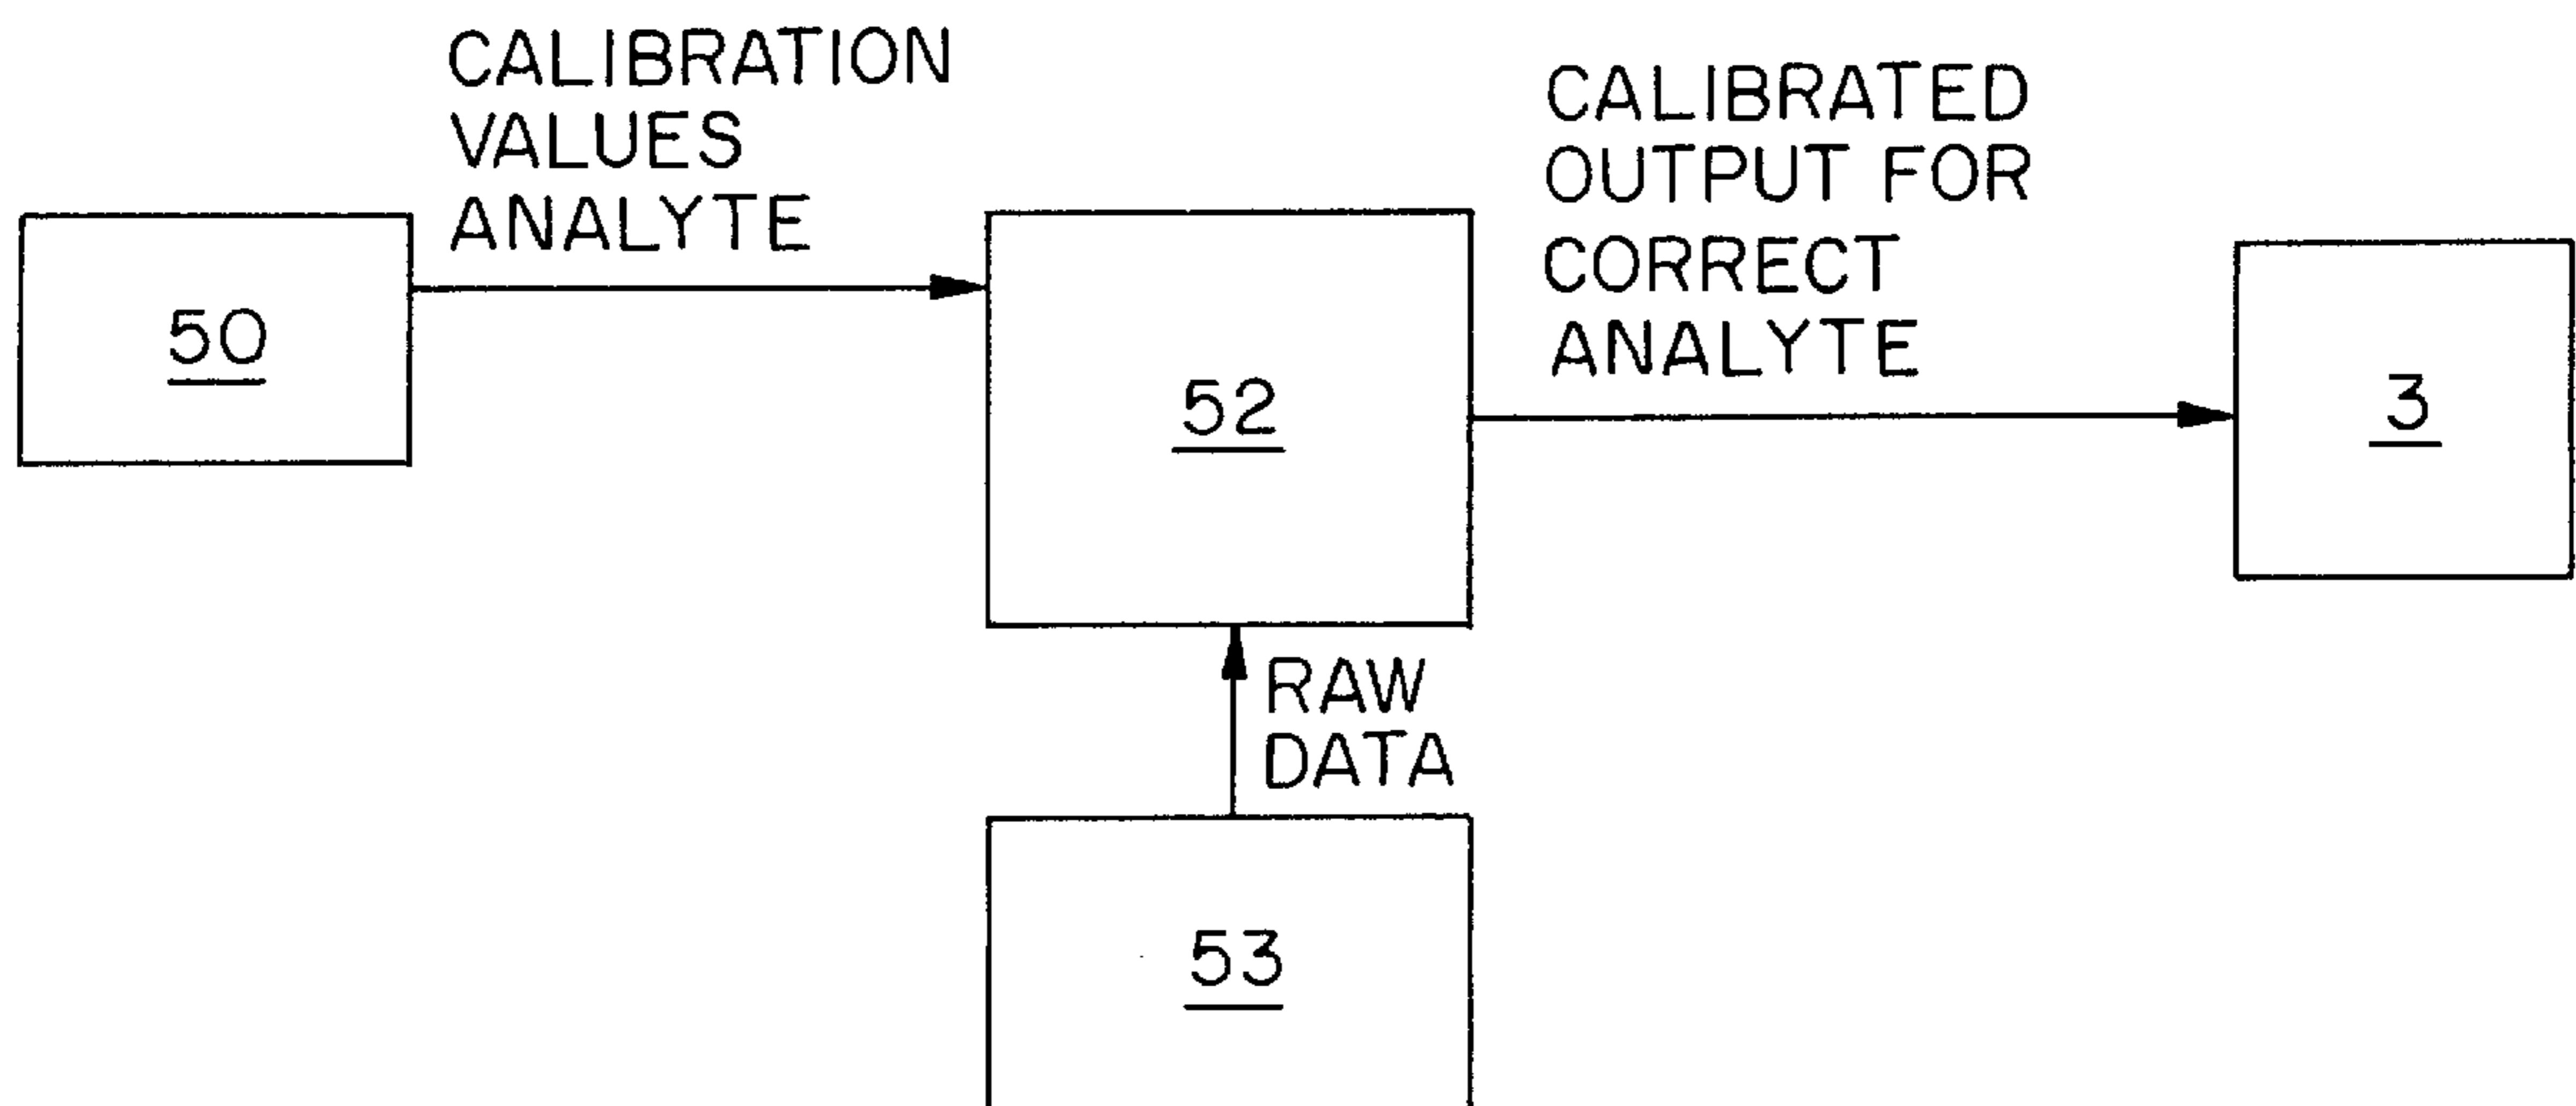 CALIBRATION
VALUES
ANALYTE
50
52
CALIBRATED
OUTPUT FOR
CORRECT
ANALYTE
3
RAW
DATA
53